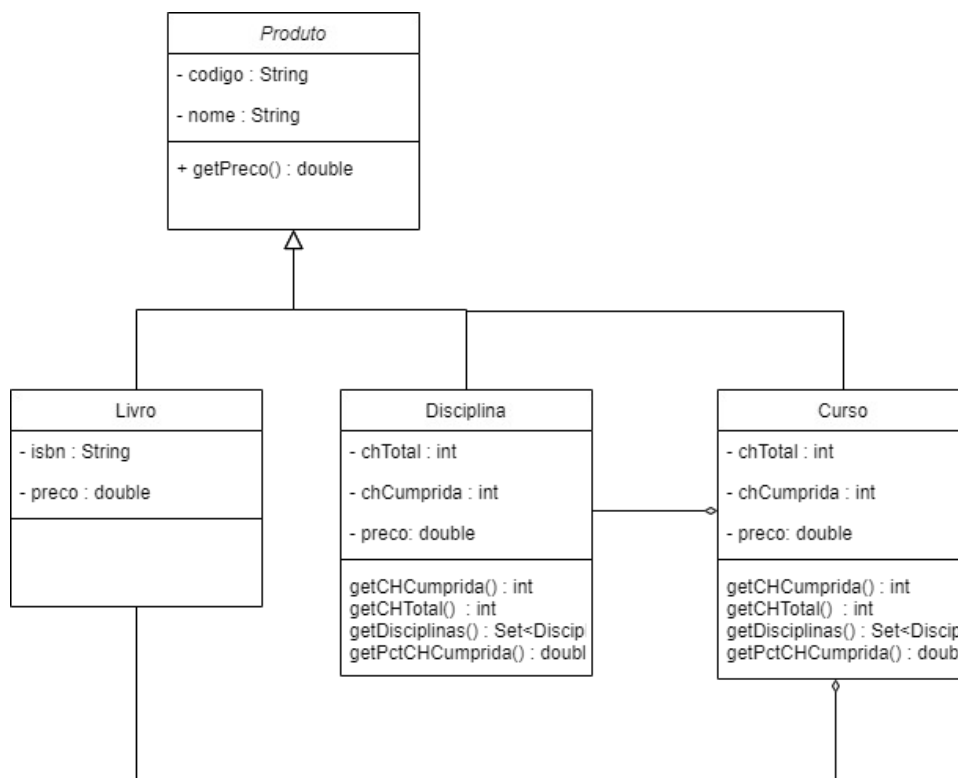 Produto
- codigo : String
- nome : String
+ getPreco() : double
Livro
- isbn : String
- preco : double
Disciplina
- chTotal : int
- chCumprida : int
- preco: double
getCHCumprida() : int
getCHTotal()  : int
getDisciplinas() : Set<Discipl
getPctCHCumprida() : doubl
Curso
- chTotal : int
- chCumprida : int
- preco: double
getCHCumprida() : int
getCHTotal()  : int
getDisciplinas() : Set<Discip
getPctCHCumprida() : doub